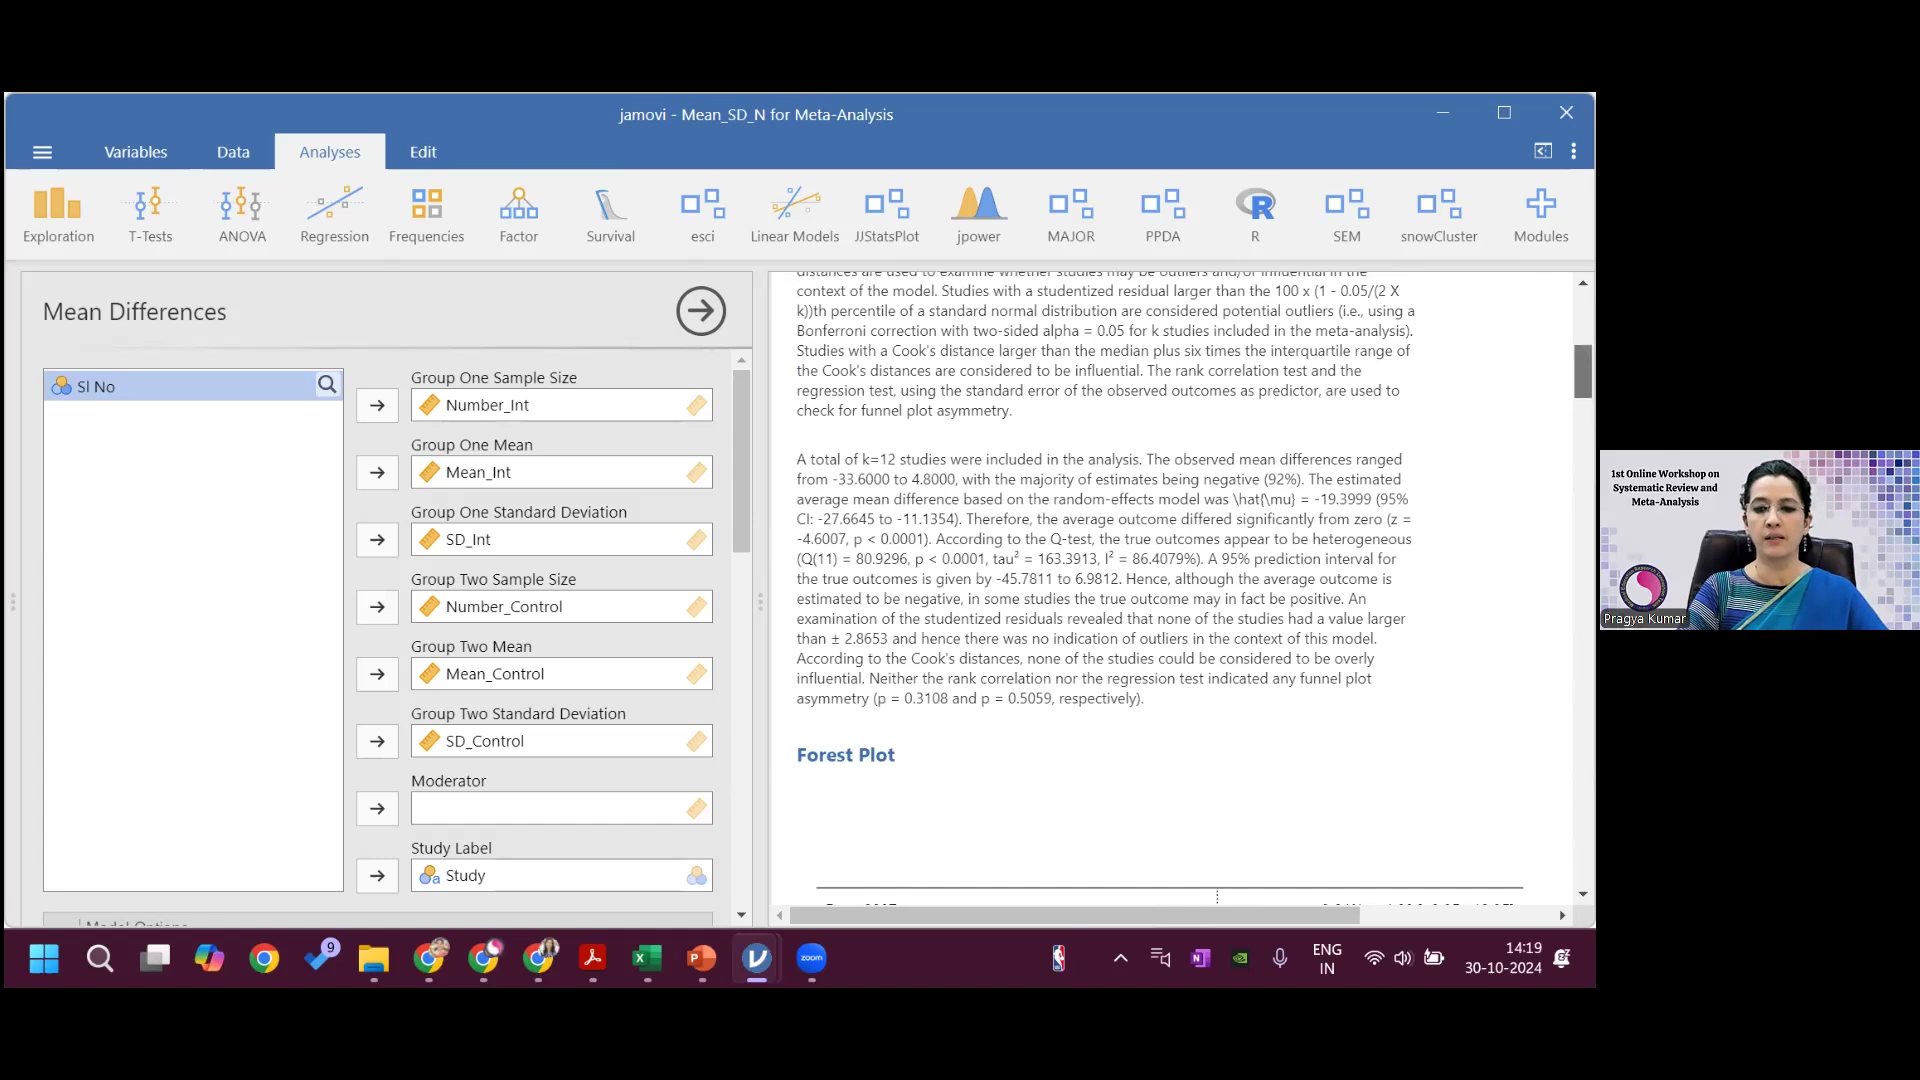 jamovi - Mean_SD_N for Meta-Analysis
Variables
Data
Analyses
Edit
Exploration
T-Tests
ANOVA
Regression
Frequencies
Factor
Survival
esci
Linear Models
JJStatsPlot
jpower
MAJOR
PPDA
R
SEM
snowCluster
Modules
Mean Differences
Sl No
Group One Sample Size
Number_Int
Group One Mean
Mean_Int
Group One Standard Deviation
SD_Int
Group Two Sample Size
Number_Control
Group Two Mean
Mean_Control
Group Two Standard Deviation
SD_Control
Moderator
Study Label
Study
Model Options
distances are used to examine whether studies may be outliers and/or influential in the
context of the model. Studies with a studentized residual larger than the 100 x (1 - 0.05/(2 X
k))th percentile of a standard normal distribution are considered potential outliers (i.e., using a
Bonferroni correction with two-sided alpha = 0.05 for k studies included in the meta-analysis).
Studies with a Cook's distance larger than the median plus six times the interquartile range of
the Cook's distances are considered to be influential. The rank correlation test and the
regression test, using the standard error of the observed outcomes as predictor, are used to
check for funnel plot asymmetry.
A total of k=12 studies were included in the analysis. The observed mean differences ranged
from -33.6000 to 4.8000, with the majority of estimates being negative (92%). The estimated
average mean difference based on the random-effects model was \hat{\mu} = -19.3999 (95%
CI: -27.6645 to -11.1354). Therefore, the average outcome differed significantly from zero (z =
-4.6007, p < 0.0001). According to the Q-test, the true outcomes appear to be heterogeneous
(Q(11) = 80.9296, p < 0.0001, tau² = 163.3913, I² = 86.4079%). A 95% prediction interval for
the true outcomes is given by -45.7811 to 6.9812. Hence, although the average outcome is
estimated to be negative, in some studies the true outcome may in fact be positive. An
examination of the studentized residuals revealed that none of the studies had a value larger
than ± 2.8653 and hence there was no indication of outliers in the context of this model.
According to the Cook's distances, none of the studies could be considered to be overly
influential. Neither the rank correlation nor the regression test indicated any funnel plot
asymmetry (p = 0.3108 and p = 0.5059, respectively).
Forest Plot
1st Online Workshop on
Systematic Review and
Meta-Analysis
Pragya Kumar
9
zoom
ENG
IN
14:19
30-10-2024